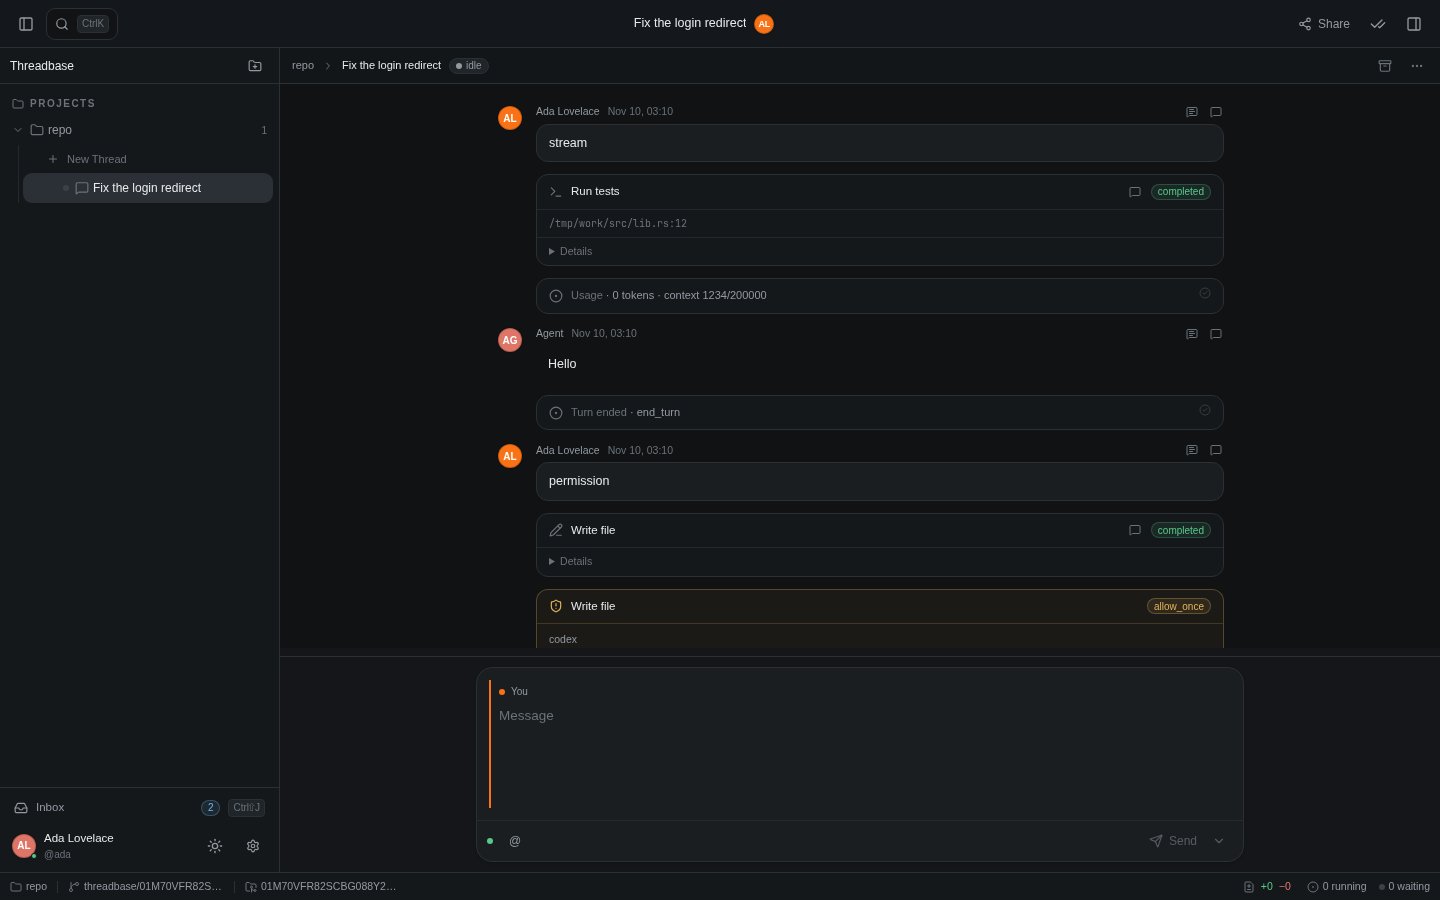 CtrlK
Fix the login redirect AL
Share
Threadbase
repo Fix the login redirect idle
PROJECTS
repo 1
New Thread
Fix the login redirect
AL Ada Lovelace Nov 10, 03:10
stream
Run tests completed
/tmp/work/src/lib.rs:12
Details
Usage · 0 tokens · context 1234/200000
AG Agent Nov 10, 03:10
Hello
Turn ended · end_turn
AL Ada Lovelace Nov 10, 03:10
permission
Write file completed
Details
Write file allow_once
codex
You
Message
@ Send
Inbox 2 Ctrl⇧J
AL Ada Lovelace
@ada
repo threadbase/01M70VFR82S… 01M70VFR82SCBG088Y2… +0 −0 0 running 0 waiting